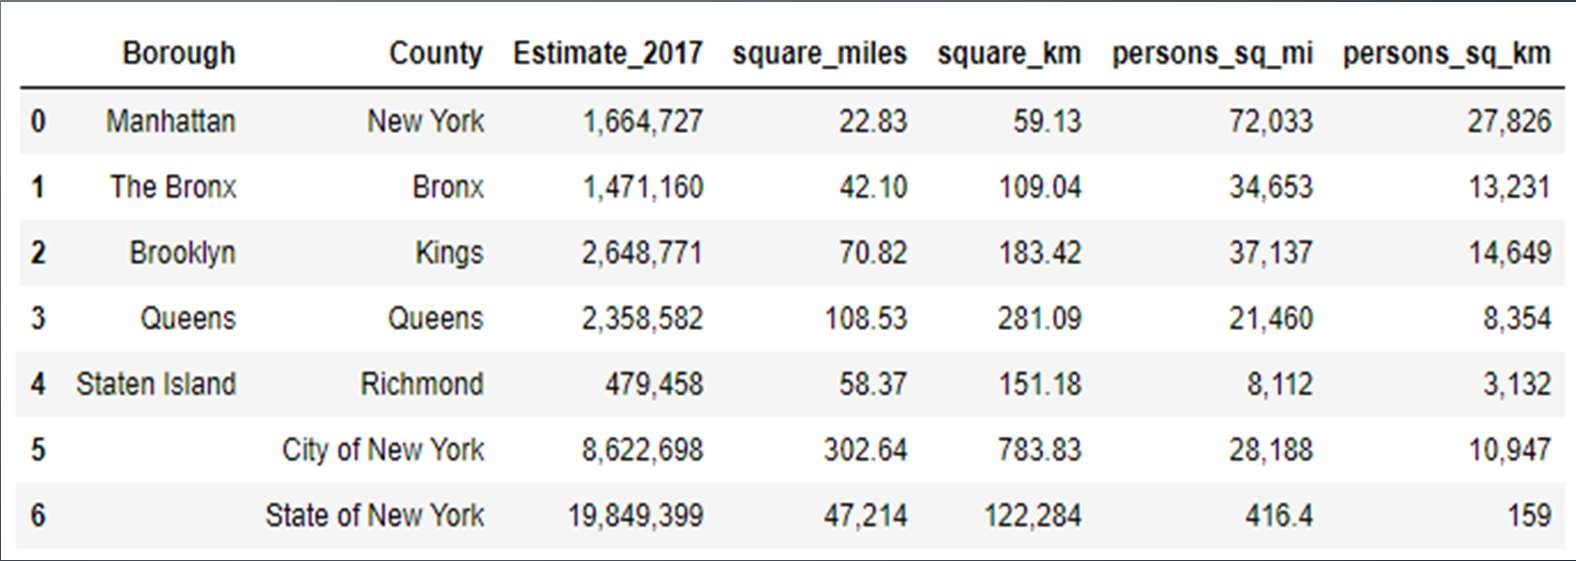 Borough County Estimate_2017 square_miles square_km persons_sq_mi persons_sq_km
0 Manhattan New York 1,664,727 22.83 59.13 72,033 27,826
1 The Bronx Bronx 1,471,160 42.10 109.04 34,653 13,231
2 Brooklyn Kings 2,648,771 70.82 183.42 37,137 14,649
3 Queens Queens 2,358,582 108.53 281.09 21,460 8,354
4 Staten Island Richmond 479,458 58.37 151.18 8,112 3,132
5 City of New York 8,622,698 302.64 783.83 28,188 10,947
6 State of New York 19,849,399 47,214 122,284 416.4 159